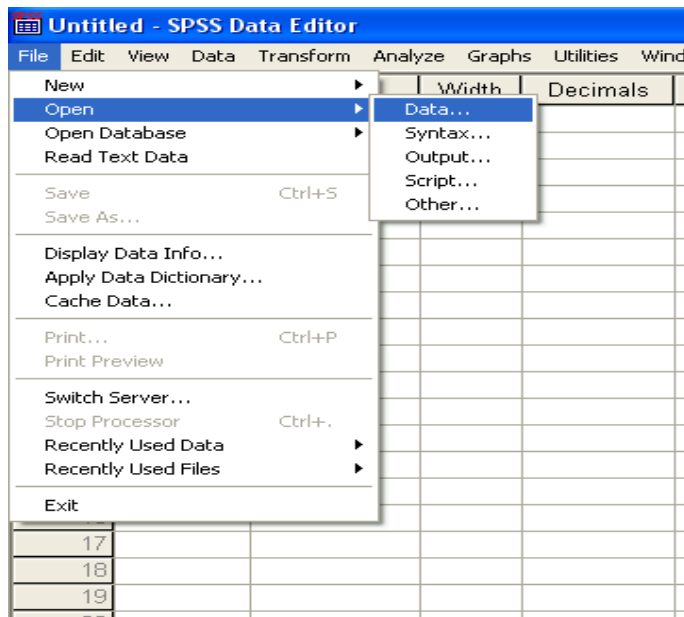 Untitled - SPSS Data Editor
File Edit View Data Transform Analyze Graphs Utilities Wind
Width Decimals
New
Open
Open Database
Read Text Data
Save Ctrl+S
Save As...
Display Data Info...
Apply Data Dictionary...
Cache Data...
Print... Ctrl+P
Print Preview
Switch Server...
Stop Processor Ctrl+.
Recently Used Data
Recently Used Files
Exit
Data...
Syntax...
Output...
Script...
Other...
17
18
19